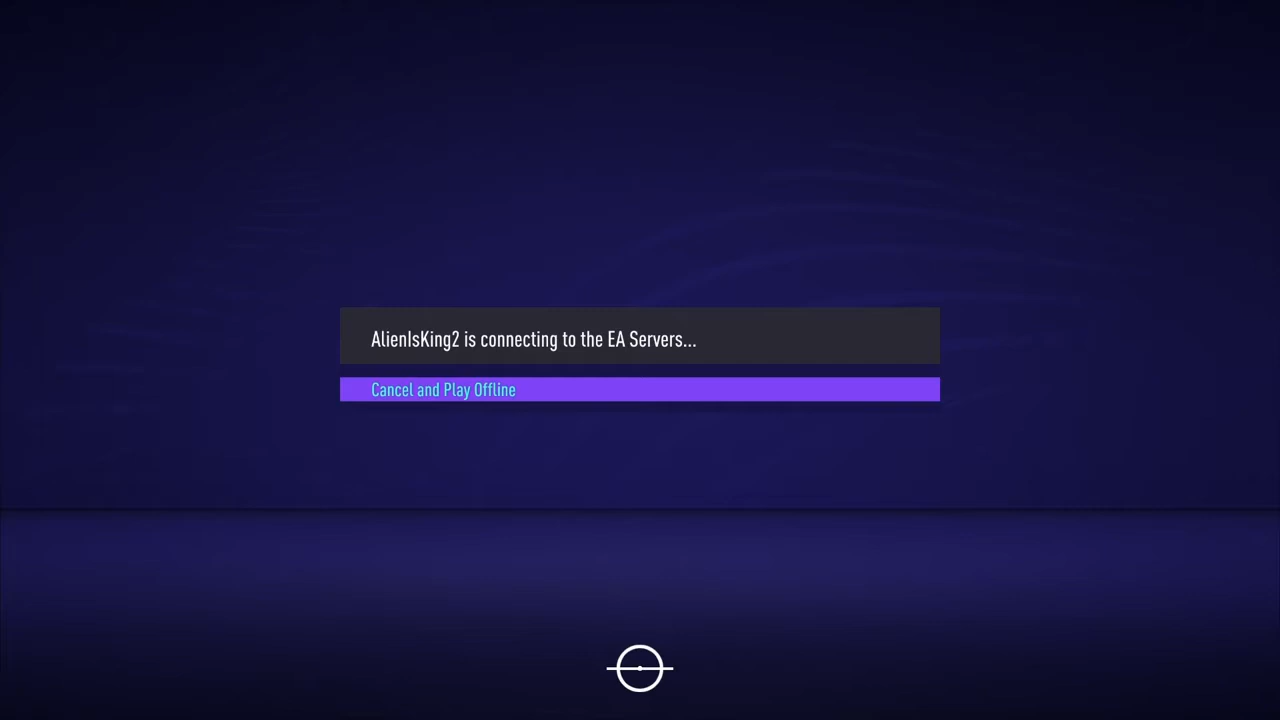 AlienIsKing2 is connecting to the EA Servers...
Cancel and Play Offline